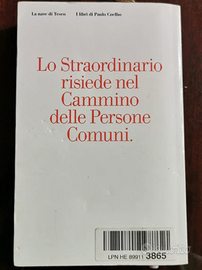 La nave di Teseo I libri di Paulo Coelho
Lo Straordinario
risiede nel
Cammino
delle Persone
Comuni.
LPN HE 89911 3865